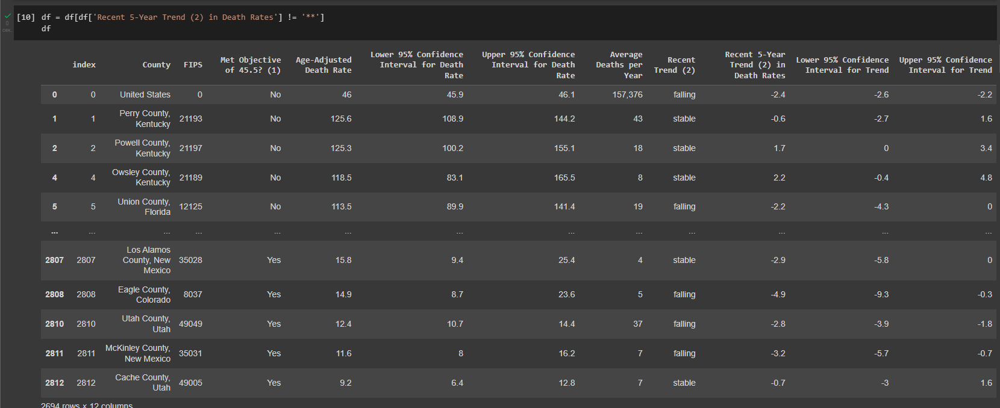 [10] df = df[df['Recent 5-Year Trend (2) in Death Rates'] != '**']
df
0
сек.
index County FIPS Met Objective of 45.5? (1) Age-Adjusted Death Rate Lower 95% Confidence Interval for Death Rate Upper 95% Confidence Interval for Death Rate Average Deaths per Year Recent Trend (2) Recent 5-Year Trend (2) in Death Rates Lower 95% Confidence Interval for Trend Upper 95% Confidence Interval for Trend
0 0 United States 0 No 46 45.9 46.1 157,376 falling -2.4 -2.6 -2.2
1 1 Perry County, Kentucky 21193 No 125.6 108.9 144.2 43 stable -0.6 -2.7 1.6
2 2 Powell County, Kentucky 21197 No 125.3 100.2 155.1 18 stable 1.7 0 3.4
4 4 Owsley County, Kentucky 21189 No 118.5 83.1 165.5 8 stable 2.2 -0.4 4.8
5 5 Union County, Florida 12125 No 113.5 89.9 141.4 19 falling -2.2 -4.3 0
... ... ... ... ... ... ... ... ... ... ... ... ...
2807 2807 Los Alamos County, New Mexico 35028 Yes 15.8 9.4 25.4 4 stable -2.9 -5.8 0
2808 2808 Eagle County, Colorado 8037 Yes 14.9 8.7 23.6 5 falling -4.9 -9.3 -0.3
2810 2810 Utah County, Utah 49049 Yes 12.4 10.7 14.4 37 falling -2.8 -3.9 -1.8
2811 2811 McKinley County, New Mexico 35031 Yes 11.6 8 16.2 7 falling -3.2 -5.7 -0.7
2812 2812 Cache County, Utah 49005 Yes 9.2 6.4 12.8 7 stable -0.7 -3 1.6
2694 rows × 12 columns